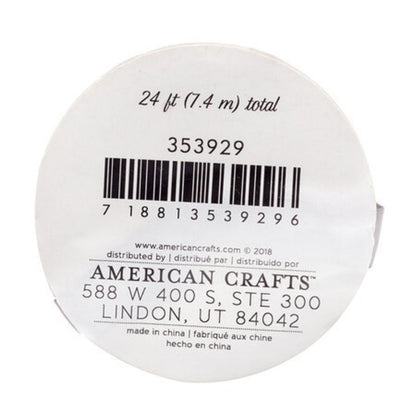 24 ft (7.4 m) total
353929
7 18813 53929 6
www.americancrafts.com © 2018
distributed by | distribué par | distribuido por
AMERICAN CRAFTS™
588 W 400 S, STE 300
LINDON, UT 84042
made in china | fabriqué aux chine
hecho en china